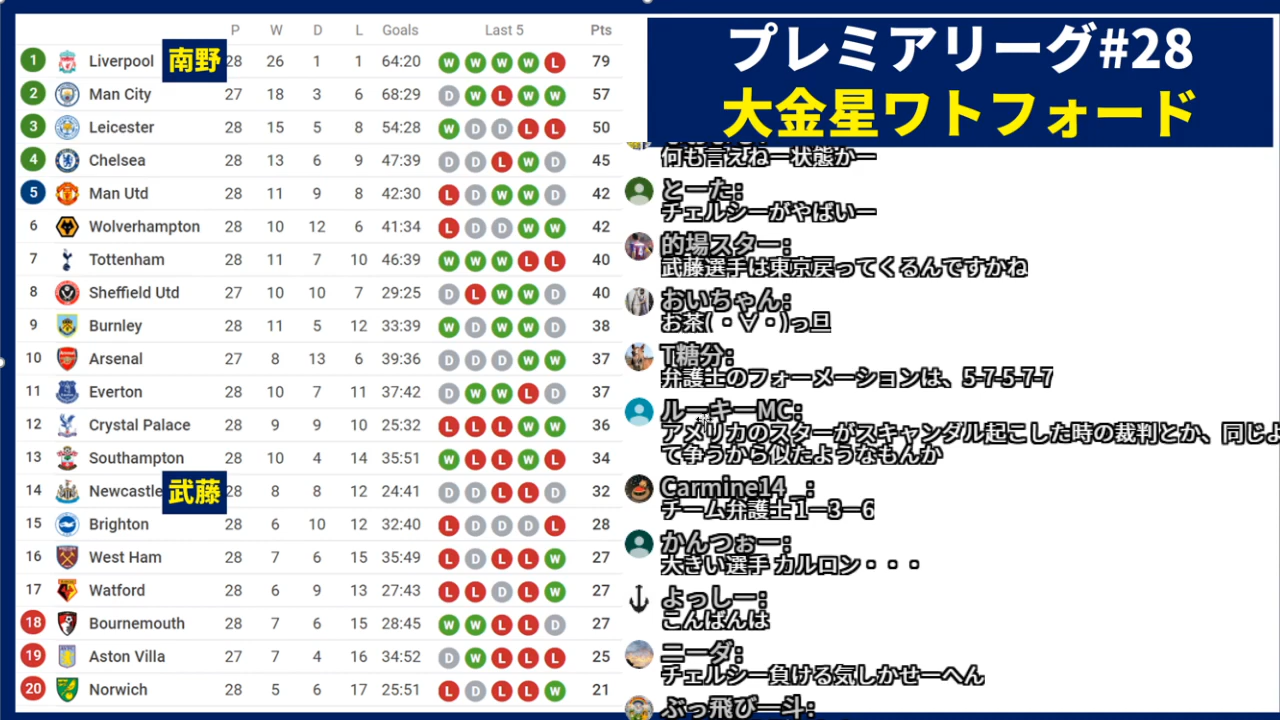 P W D L Goals Last 5 Pts
1 Liverpool 南野 28 26 1 1 64:20 W W W W L 79
2 Man City 27 18 3 6 68:29 D W L W W 57
3 Leicester 28 15 5 8 54:28 W D D L L 50
4 Chelsea 28 13 6 9 47:39 D D L W D 45
5 Man Utd 28 11 9 8 42:30 L D W W D 42
6 Wolverhampton 28 10 12 6 41:34 L D D W W 42
7 Tottenham 28 11 7 10 46:39 W W W L L 40
8 Sheffield Utd 27 10 10 7 29:25 D L W W D 40
9 Burnley 28 11 5 12 33:39 W D W W D 38
10 Arsenal 27 8 13 6 39:36 D D D W W 37
11 Everton 28 10 7 11 37:42 D W W L D 37
12 Crystal Palace 28 9 9 10 25:32 L L L W W 36
13 Southampton 28 10 4 14 35:51 W L L W L 34
14 Newcastle 武藤 28 8 8 12 24:41 D D L L D 32
15 Brighton 28 6 10 12 32:40 L D D D L 28
16 West Ham 28 7 6 15 35:49 L D L L W 27
17 Watford 28 6 9 13 27:43 L L D L W 27
18 Bournemouth 28 7 6 15 28:45 W W L L D 27
19 Aston Villa 27 7 4 16 34:52 D W L L L 25
20 Norwich 28 5 6 17 25:51 L D L L W 21
プレミアリーグ#28
大金星ワトフォード
何も言えねー状態かー
とーた:
チェルシーがやばいー
的場スター:
武藤選手は東京戻ってくるんですかね
おいちゃん:
お茶(・∀・)っ旦
T糖分:
弁護士のフォーメーションは、5-7-5-7-7
ルーキーMC:
アメリカのスターがスキャンダル起こした時の裁判とか、同じよ
て争うから似たようなもんか
Carmine14_:
チーム弁護士1ー3ー6
かんつぉー:
大きい選手 カルロン・・・
よっしー:
こんばんは
ニーダ:
チェルシー負ける気しかせーへん
ぶっ飛び一斗: